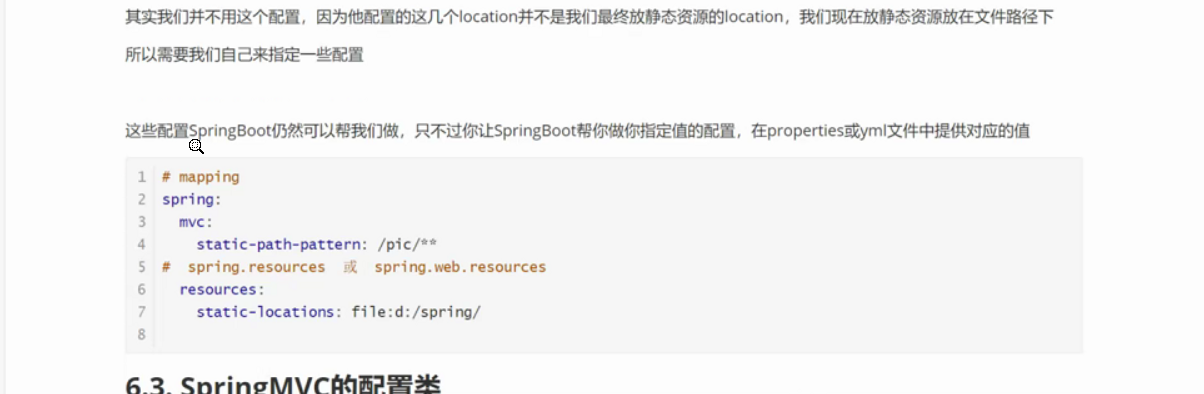 其实我们并不用这个配置，因为他配置的这几个location并不是我们最终放静态资源的location，我们现在放静态资源放在文件路径下
所以需要我们自己来指定一些配置
这些配置SpringBoot仍然可以帮我们做，只不过你让SpringBoot帮你做你指定值的配置，在properties或yml文件中提供对应的值
1 # mapping
2 spring:
3   mvc:
4     static-path-pattern: /pic/**
5 #  spring.resources  或  spring.web.resources
6   resources:
7     static-locations: file:d:/spring/
8
6.3. SpringMVC的配置类